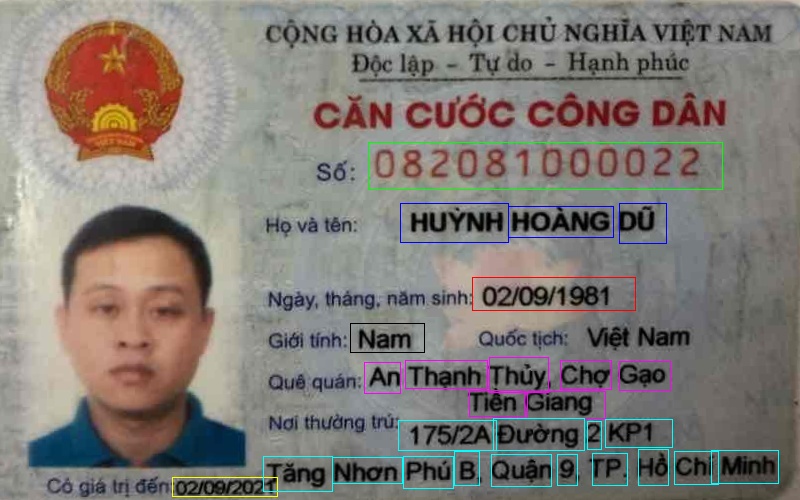 CỘNG HÒA XÃ HỘI CHỦ NGHĨA VIỆT NAM
Độc lập - Tự do - Hạnh phúc
CĂN CƯỚC CÔNG DÂN
VIỆT NAM
Số: 082081000022
Họ và tên: HUỲNH HOÀNG DŨ
Ngày, tháng, năm sinh: 02/09/1981
Giới tính: Nam Quốc tịch: Việt Nam
Quê quán: An Thạnh Thủy, Chợ Gạo
Tiền Giang
Nơi thường trú: 175/2A Đường 2 KP1
Tăng Nhơn Phú B, Quận 9, TP. Hồ Chí Minh
Có giá trị đến: 02/09/2021